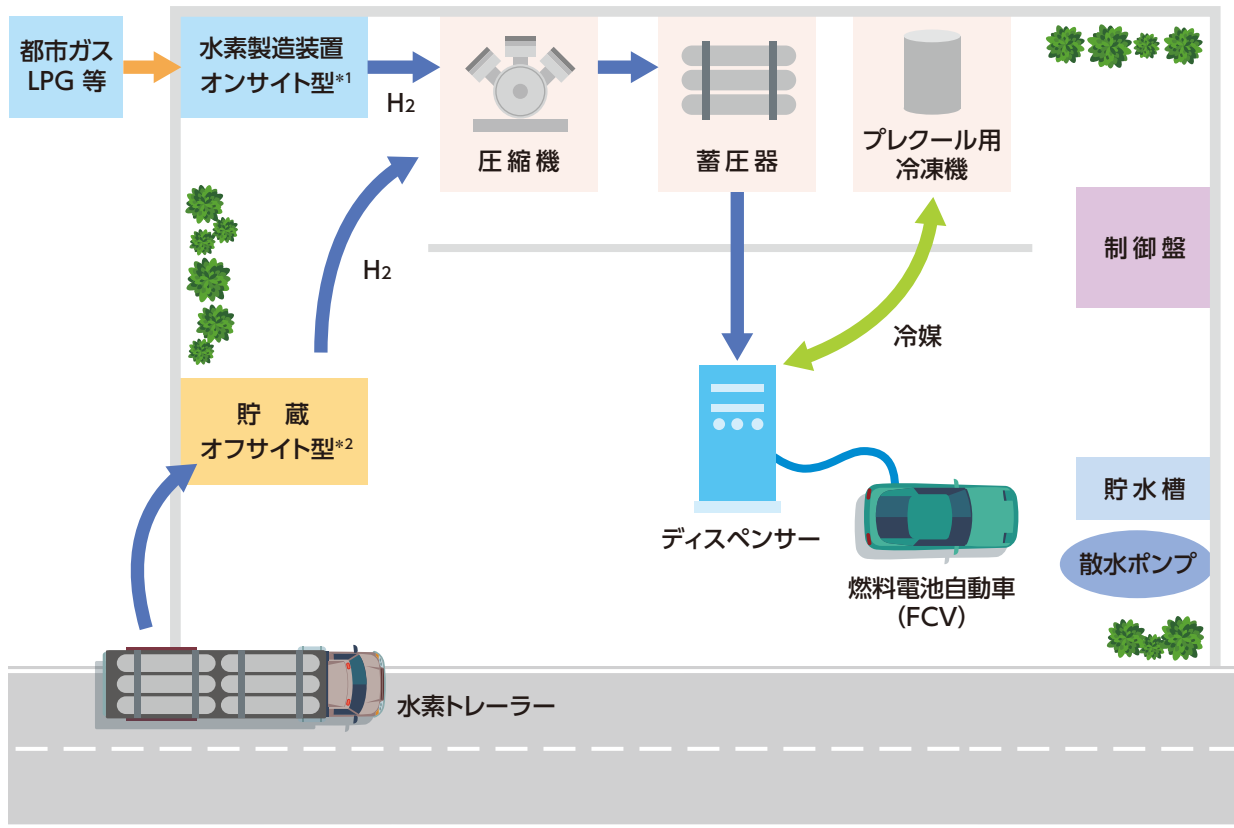 都市ガス
LPG 等
水素製造装置
オンサイト型*1
H2
圧縮機
蓄圧器
プレクール用
冷凍機
制御盤
H2
冷媒
貯 蔵
オフサイト型*2
貯水槽
ディスペンサー
散水ポンプ
燃料電池自動車
(FCV)
水素トレーラー